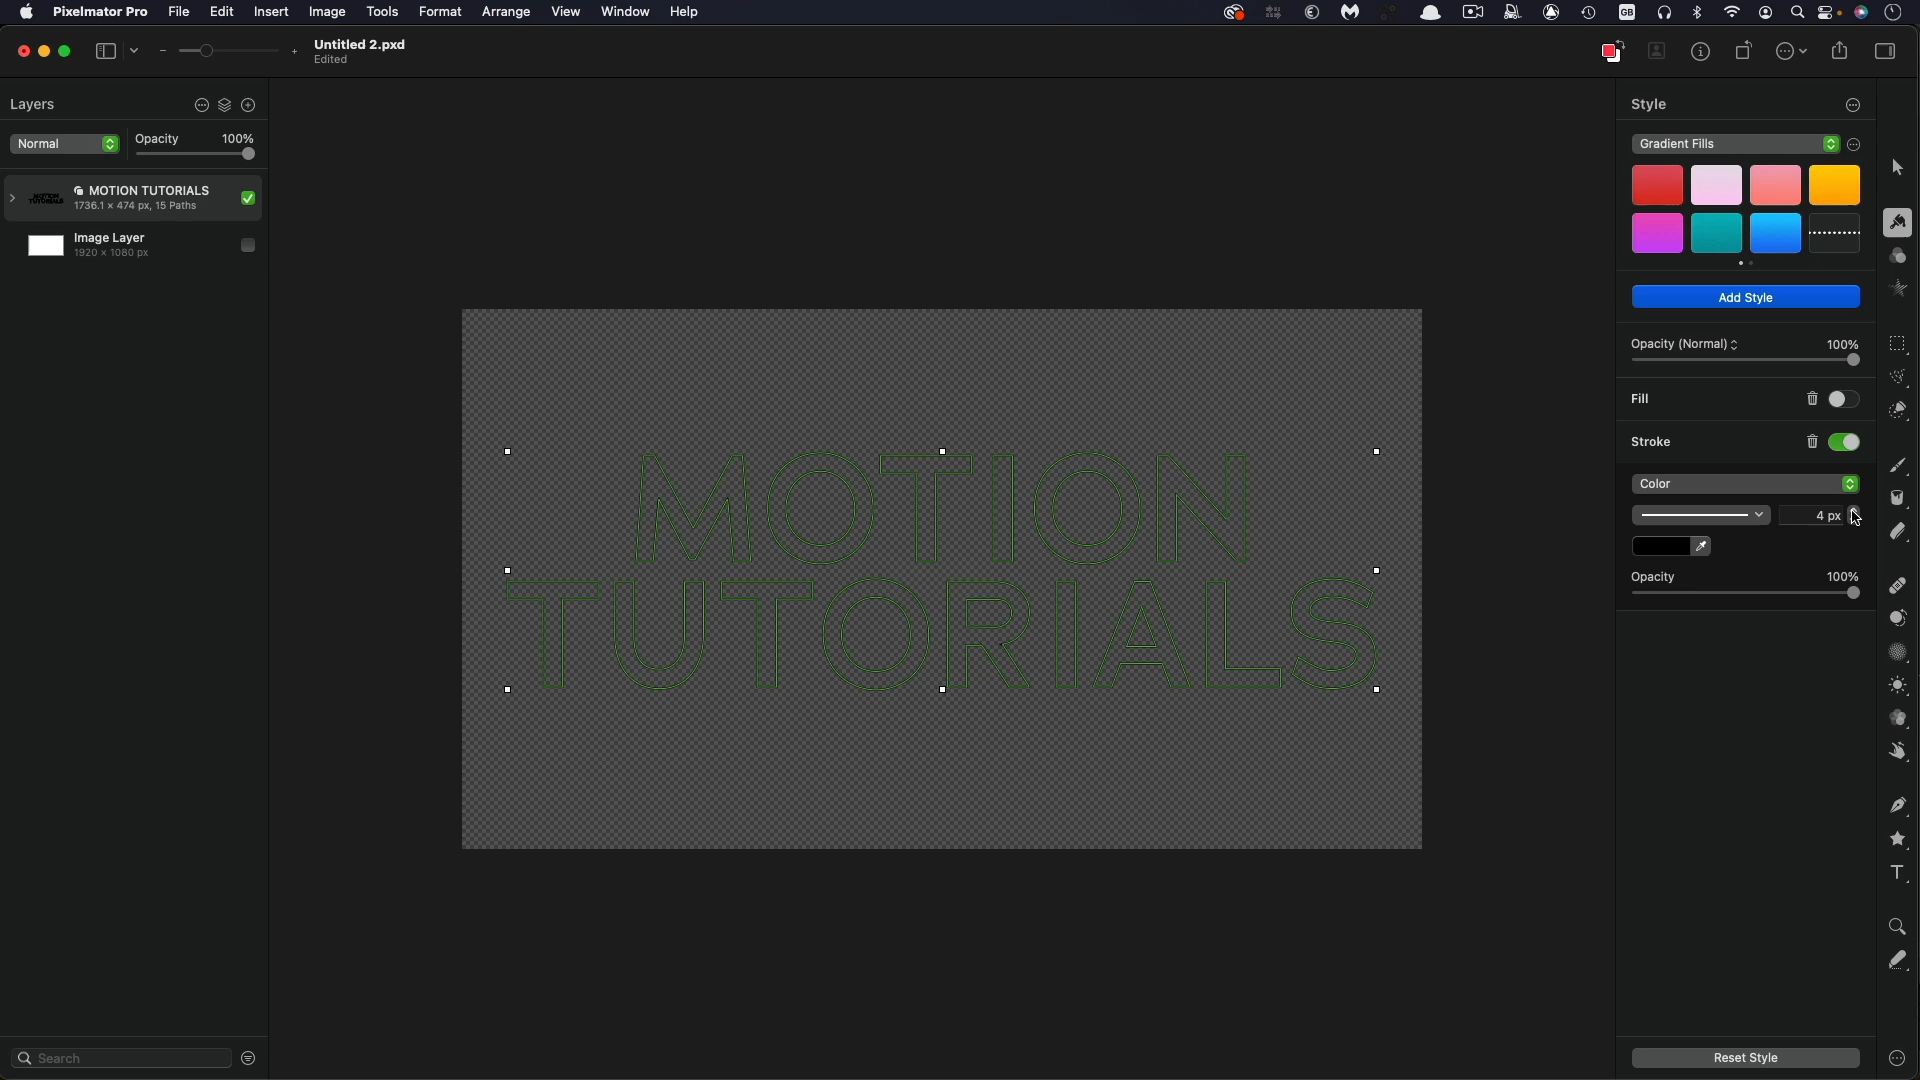 Pixelmator Pro File Edit Insert Image Tools Format Arrange View Window Help GB
Untitled 2.pxd
Edited
Layers
Normal Opacity 100%
MOTION TUTORIALS
1736.1 × 474 px, 15 Paths
Image Layer
1920 × 1080 px
Search
MOTION
TUTORIALS
Style
Gradient Fills
Add Style
Opacity (Normal) 100%
Fill
Stroke
Color
4 px
Opacity 100%
Reset Style